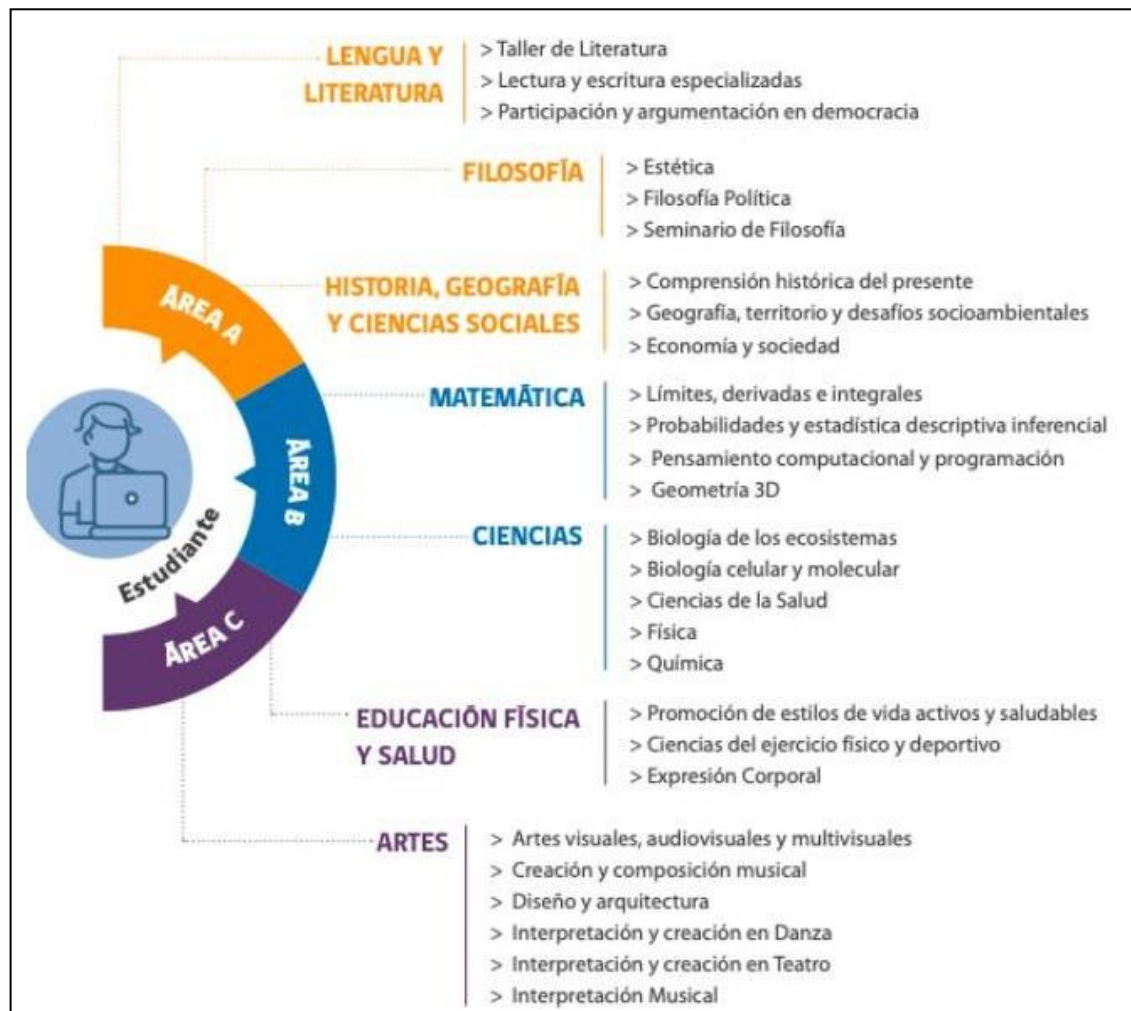 LENGUA Y
LITERATURA
> Taller de Literatura
> Lectura y escritura especializadas
> Participación y argumentación en democracia
FILOSOFÍA
> Estética
> Filosofía Política
> Seminario de Filosofía
HISTORIA, GEOGRAFÍA
Y CIENCIAS SOCIALES
> Comprensión histórica del presente
> Geografía, territorio y desafíos socioambientales
> Economía y sociedad
MATEMÁTICA
> Límites, derivadas e integrales
> Probabilidades y estadística descriptiva inferencial
> Pensamiento computacional y programación
> Geometría 3D
CIENCIAS
> Biología de los ecosistemas
> Biología celular y molecular
> Ciencias de la Salud
> Física
> Química
EDUCACIÓN FÍSICA
Y SALUD
> Promoción de estilos de vida activos y saludables
> Ciencias del ejercicio físico y deportivo
> Expresión Corporal
ARTES
> Artes visuales, audiovisuales y multivisuales
> Creación y composición musical
> Diseño y arquitectura
> Interpretación y creación en Danza
> Interpretación y creación en Teatro
> Interpretación Musical
ÁREA A
ÁREA B
ÁREA C
Estudiante